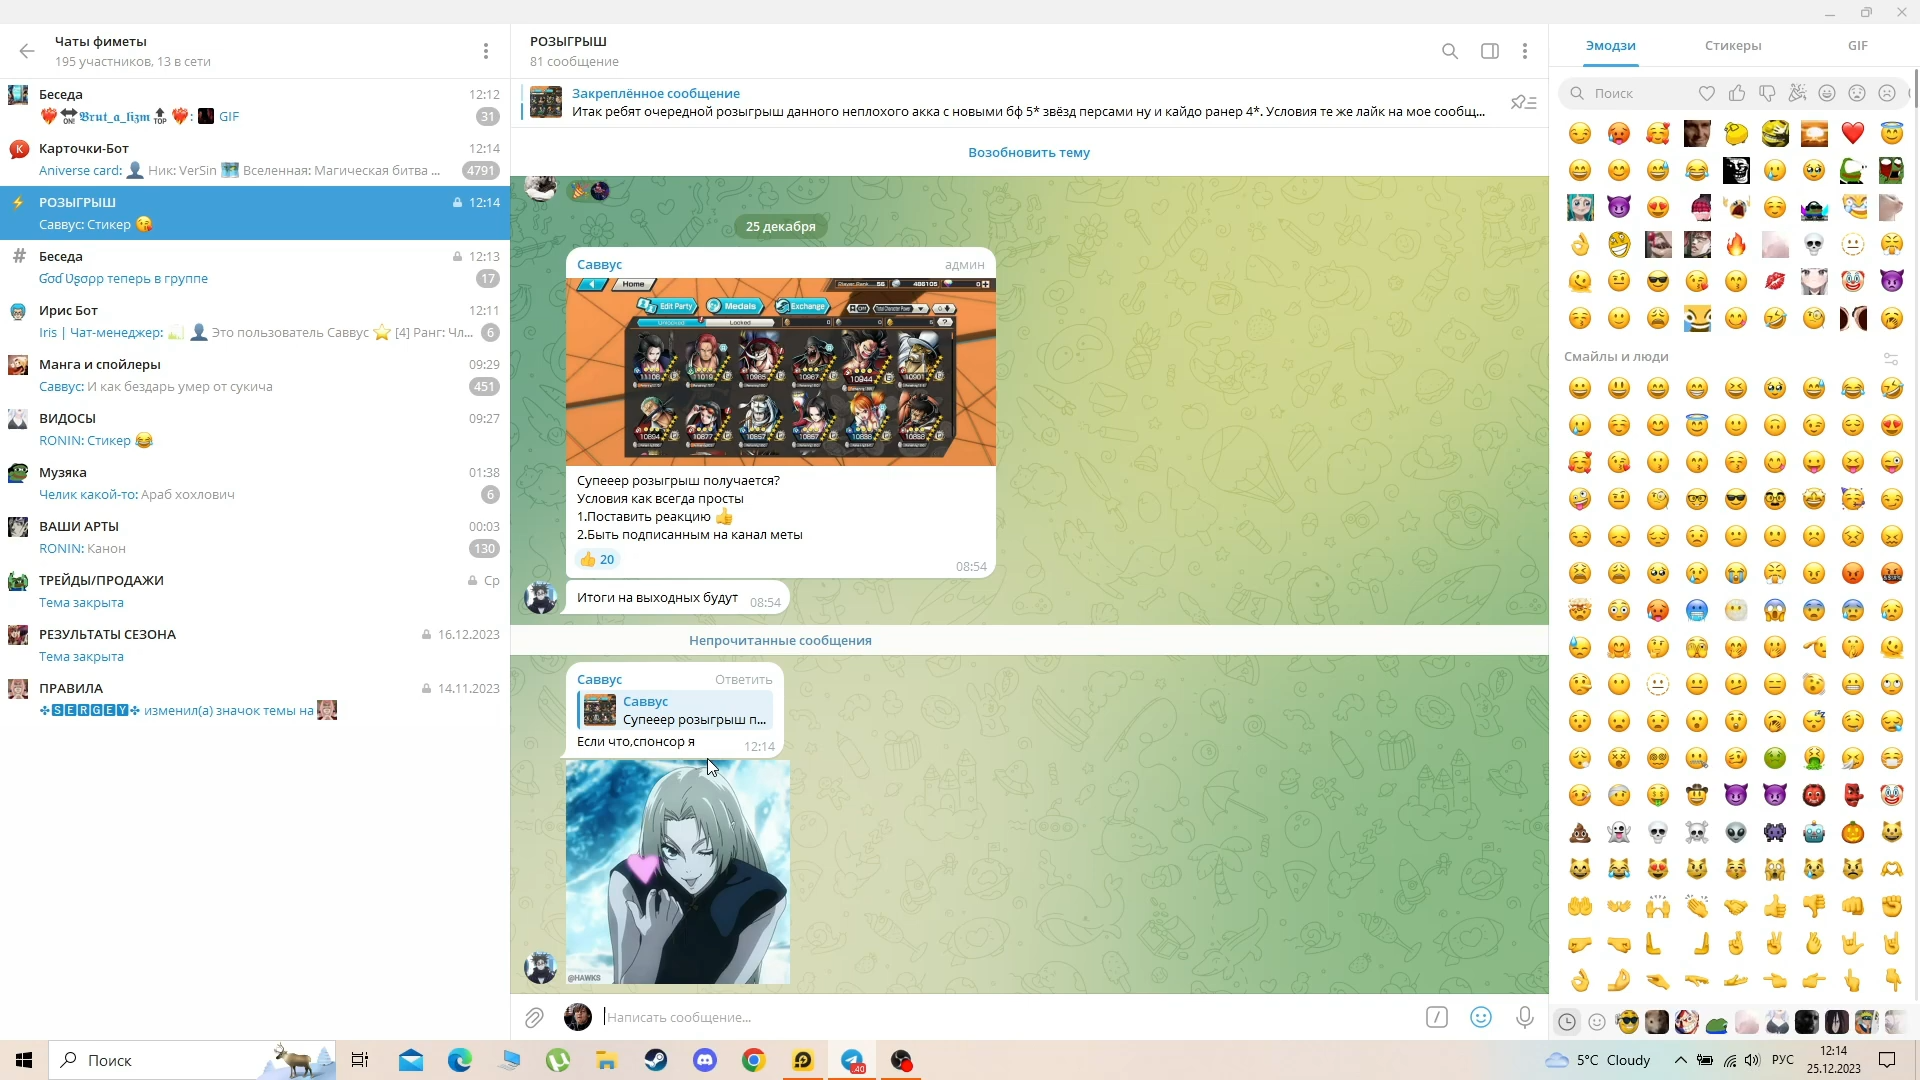 Чаты фиметы
195 участников, 13 в сети
Беседа 12:12
: GIF 31
Карточки-Бот 12:14
Aniverse card: Ник: VerSin Вселенная: Магическая битва ... 4791
РОЗЫГРЫШ 12:14
Саввус: Стикер
Беседа 12:13
теперь в группе 17
Ирис Бот 12:11
Iris | Чат-менеджер: Это пользователь Саввус [4] Ранг: Чл... 6
Манга и спойлеры 09:29
Саввус: И как бездарь умер от сукича 451
ВИДОСЫ 09:27
RONIN: Стикер
Музяка 01:38
Челик какой-то: Араб хохлович 6
ВАШИ АРТЫ 00:03
RONIN: Канон 130
ТРЕЙДЫ/ПРОДАЖИ Ср
Тема закрыта
РЕЗУЛЬТАТЫ СЕЗОНА 16.12.2023
Тема закрыта
ПРАВИЛА 14.11.2023
✣🆂🅴🆁🅶🅴🆈✣ изменил(а) значок темы на
РОЗЫГРЫШ
81 сообщение
Закреплённое сообщение
Итак ребят очередной розыгрыш данного неплохого акка с новыми бф 5* звёзд персами ну и кайдо ранер 4*. Условия те же лайк на мое сообщ...
Возобновить тему
25 декабря
Саввус админ
Home
Edit Party Medals Exchange
Unlocked Locked
Супееер розыгрыш получается?
Условия как всегда просты
1.Поставить реакцию 👍
2.Быть подписанным на канал меты
👍 20
08:54
Итоги на выходных будут 08:54
Непрочитанные сообщения
Саввус Ответить
Саввус
Супееер розыгрыш п...
Если что,спонсор я 12:14
@HAWKS
Написать сообщение...
Эмодзи Стикеры GIF
Поиск
Смайлы и люди
Поиск
40
5°C Cloudy
РУС
12:14
25.12.2023